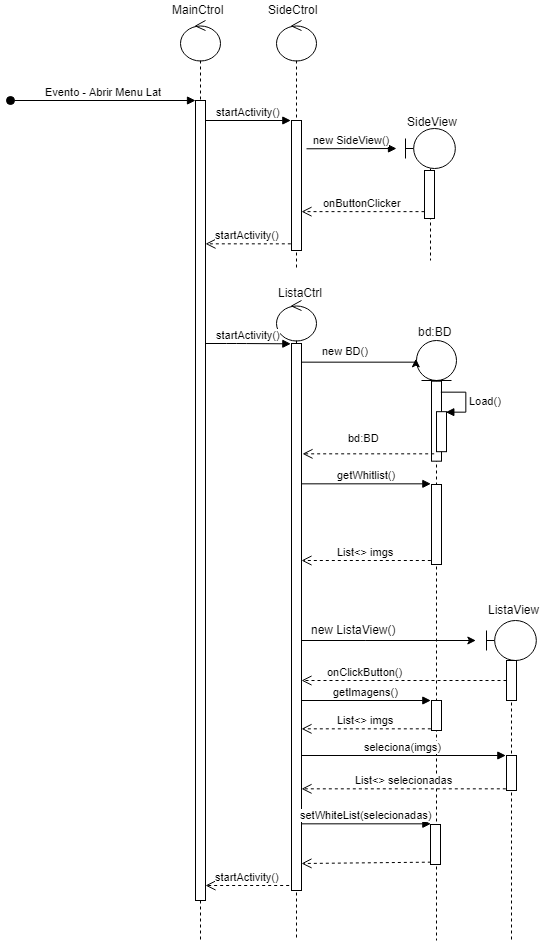 MainCtrol
SideCtrol
Evento - Abrir Menu Lat
startActivity()
SideView
new SideView()
onButtonClicker
startActivity()
ListaCtrl
startActivity()
bd:BD
new BD()
Load()
bd:BD
getWhitlist()
List<> imgs
ListaView
new ListaView()
onClickButton()
getImagens()
List<> imgs
seleciona(imgs)
List<> selecionadas
setWhiteList(selecionadas)
startActivity()